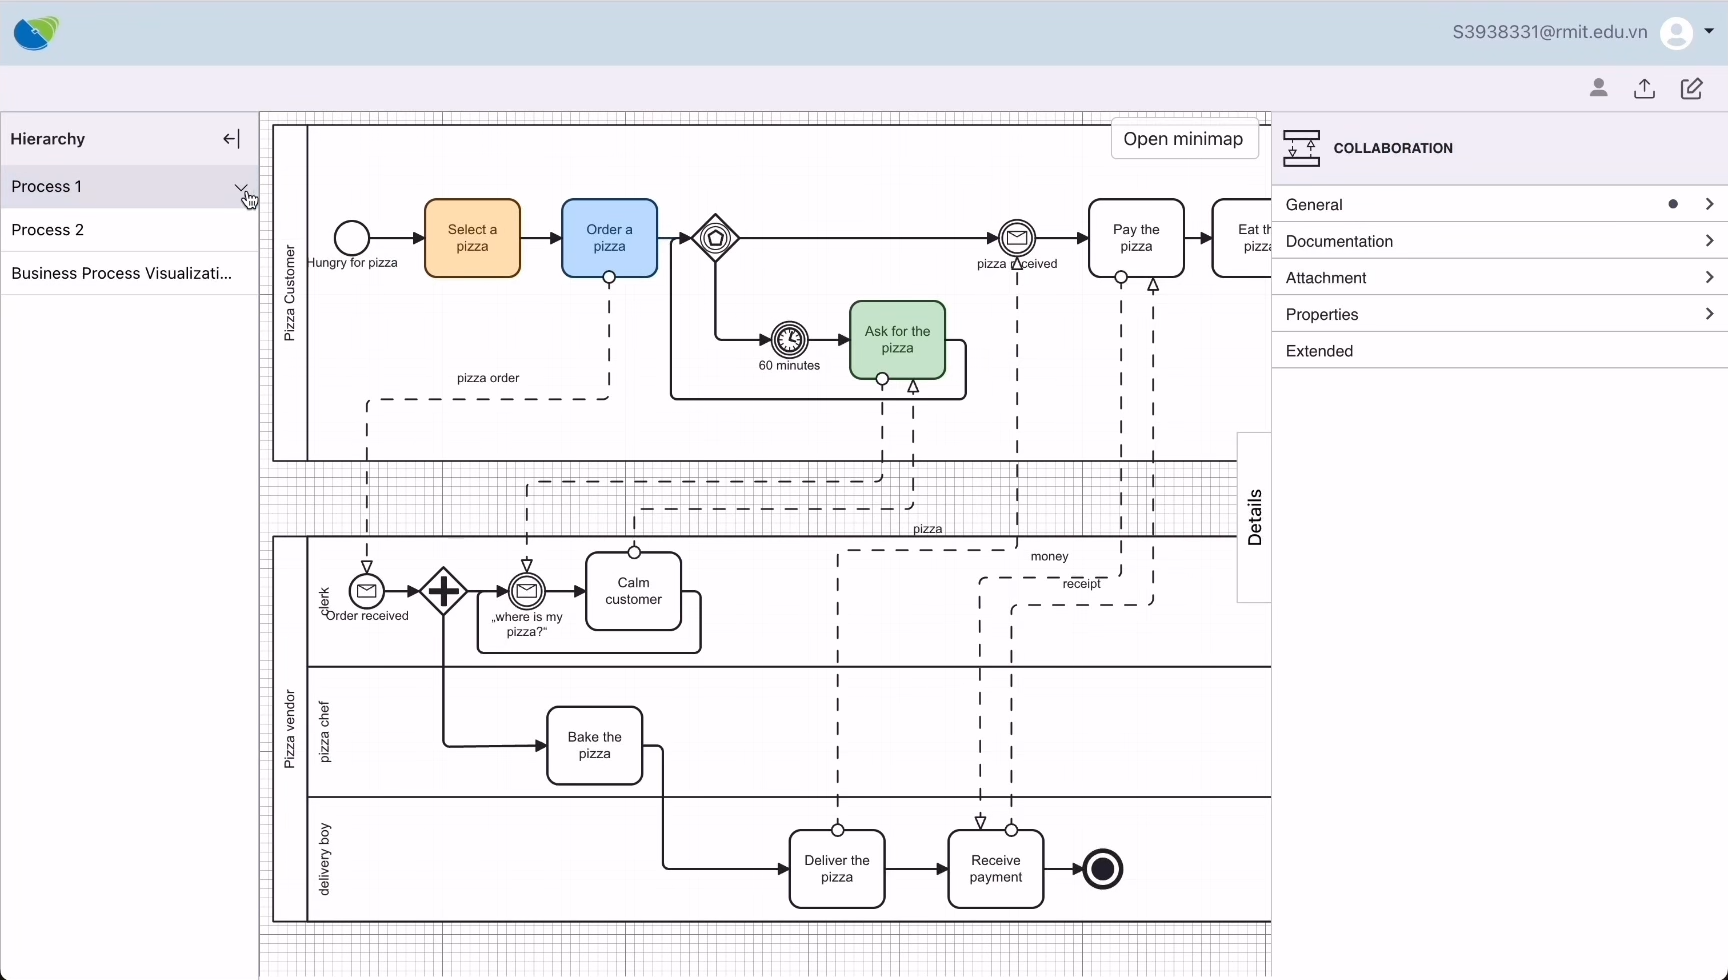 S3938331@rmit.edu.vn
Hierarchy
Process 1
Process 2
Business Process Visualizati...
Open minimap
Pizza Customer
Hungry for pizza
Select a
pizza
Order a
pizza
pizza received
Pay the
pizza
Eat th
pizza
60 minutes
Ask for the
pizza
pizza order
pizza
money
receipt
Details
Pizza vendor
clerk
Order received
„where is my
pizza?“
Calm
customer
pizza chef
Bake the
pizza
delivery boy
Deliver the
pizza
Receive
payment
COLLABORATION
General
Documentation
Attachment
Properties
Extended